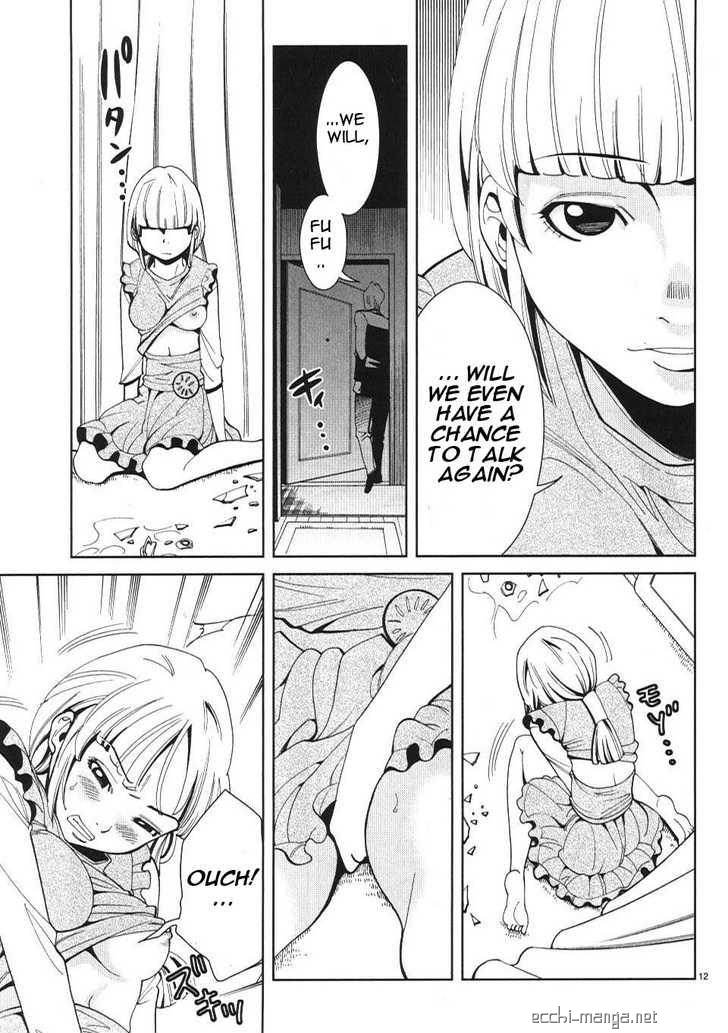 ... WILL
WE EVEN
HAVE A
CHANCE
TO TALK
AGAIN?
...WE
WILL,
FU
FU
..
キィ…
パタン…
モゾ…
OUCH!
...
ズキッ
12
ecchi-manga.net